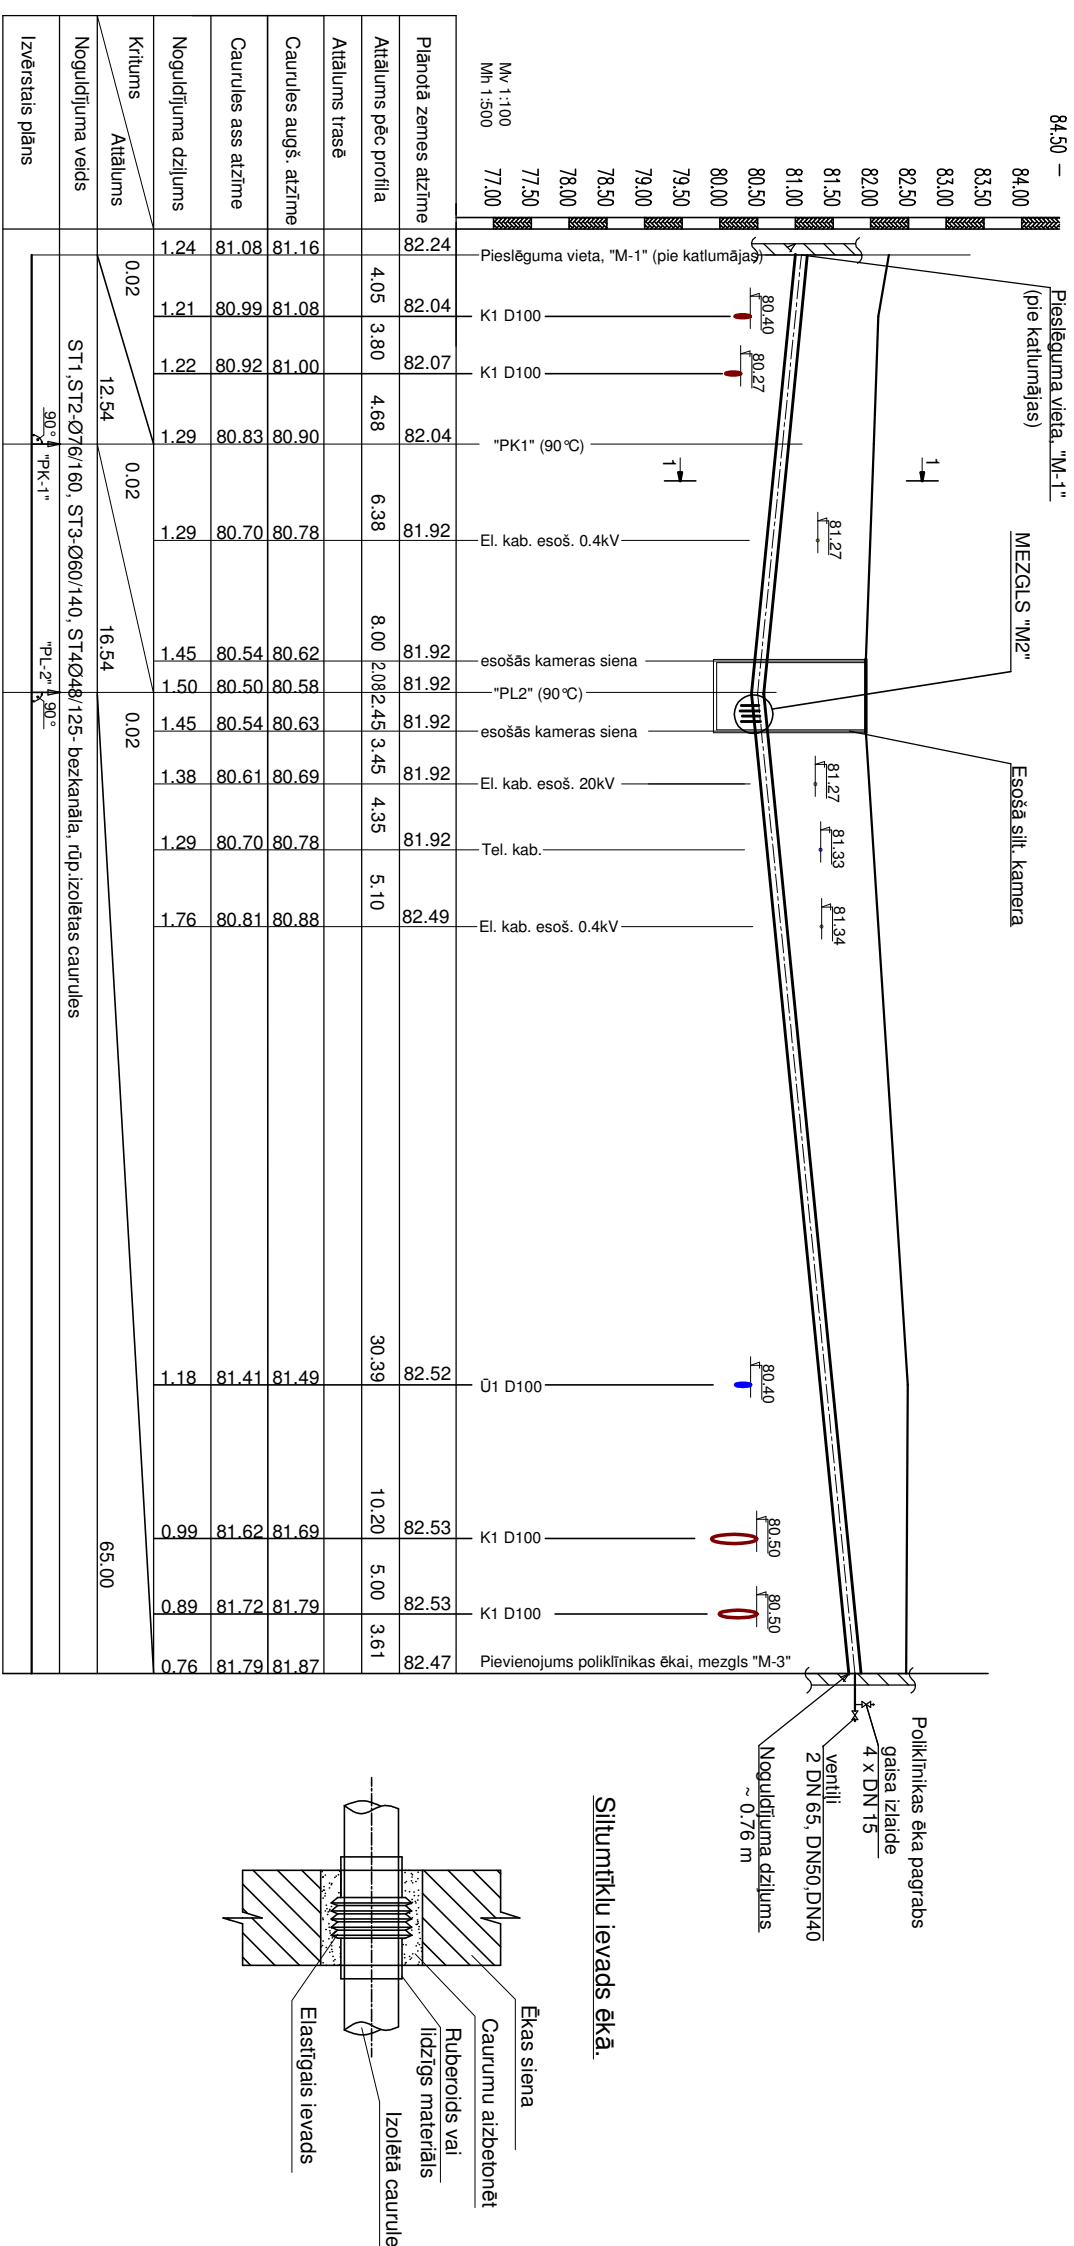 84.50
84.00
83.50
83.00
82.50
82.00
81.50
81.00
80.50
80.00
79.50
79.00
78.50
78.00
77.50
77.00
Mv 1:100
Mh 1:500
Pieslēguma vieta, "M-1"
(pie katlumājas)
MEZGLS "M2"
Esošā silt. kamera
1
1
80.40
80.27
81.27
81.27
81.33
81.34
80.40
80.50
80.50
Poliklīnikas ēka pagrabs
gaisa izlaide
4 x DN 15
ventiļi
2 DN 65, DN50,DN40
Noguldījuma dziļums
~ 0.76 m
Pieslēguma vieta, "M-1" (pie katlumājas)
K1 D100
K1 D100
"PK1" (90°C)
El. kab. esoš. 0.4kV
esošās kameras siena
"PL2" (90°C)
esošās kameras siena
El. kab. esoš. 20kV
Tel. kab.
El. kab. esoš. 0.4kV
Ū1 D100
K1 D100
K1 D100
Pievienojums poliklīnikas ēkai, mezgls "M-3"
Plānotā zemes atzīme
82.24 82.04 82.07 82.04 81.92 81.92 81.92 81.92 81.92 81.92 82.49 82.52 82.53 82.53 82.47
Attālums pēc profila
4.05 3.80 4.68 6.38 8.00 2.08 2.45 3.45 4.35 5.10 30.39 10.20 5.00 3.61
Attālums trasē
Caurules augš. atzīme
81.16 81.08 81.00 80.90 80.78 80.62 80.58 80.63 80.69 80.78 80.88 81.49 81.69 81.79 81.87
Caurules ass atzīme
81.08 80.99 80.92 80.83 80.70 80.54 80.50 80.54 80.61 80.70 80.81 81.41 81.62 81.72 81.79
Noguldījuma dziļums
1.24 1.21 1.22 1.29 1.29 1.45 1.50 1.45 1.38 1.29 1.76 1.18 0.99 0.89 0.76
Kritums
Attālums
0.02 12.54 0.02 16.54 0.02 65.00
Noguldījuma veids
ST1,ST2-Ø76/160, ST3-Ø60/140, ST4Ø48/125- bezkanāla, rūp.izolētas caurules
Izvērstais plāns
90°
"PK-1"
"PL-2"
90°
Siltumtīklu ievads ēkā.
Ēkas siena
Caurumu aizbetonēt
Ruberoids vai
līdzīgs materiāls
Izolētā caurule
Elastīgais ievads